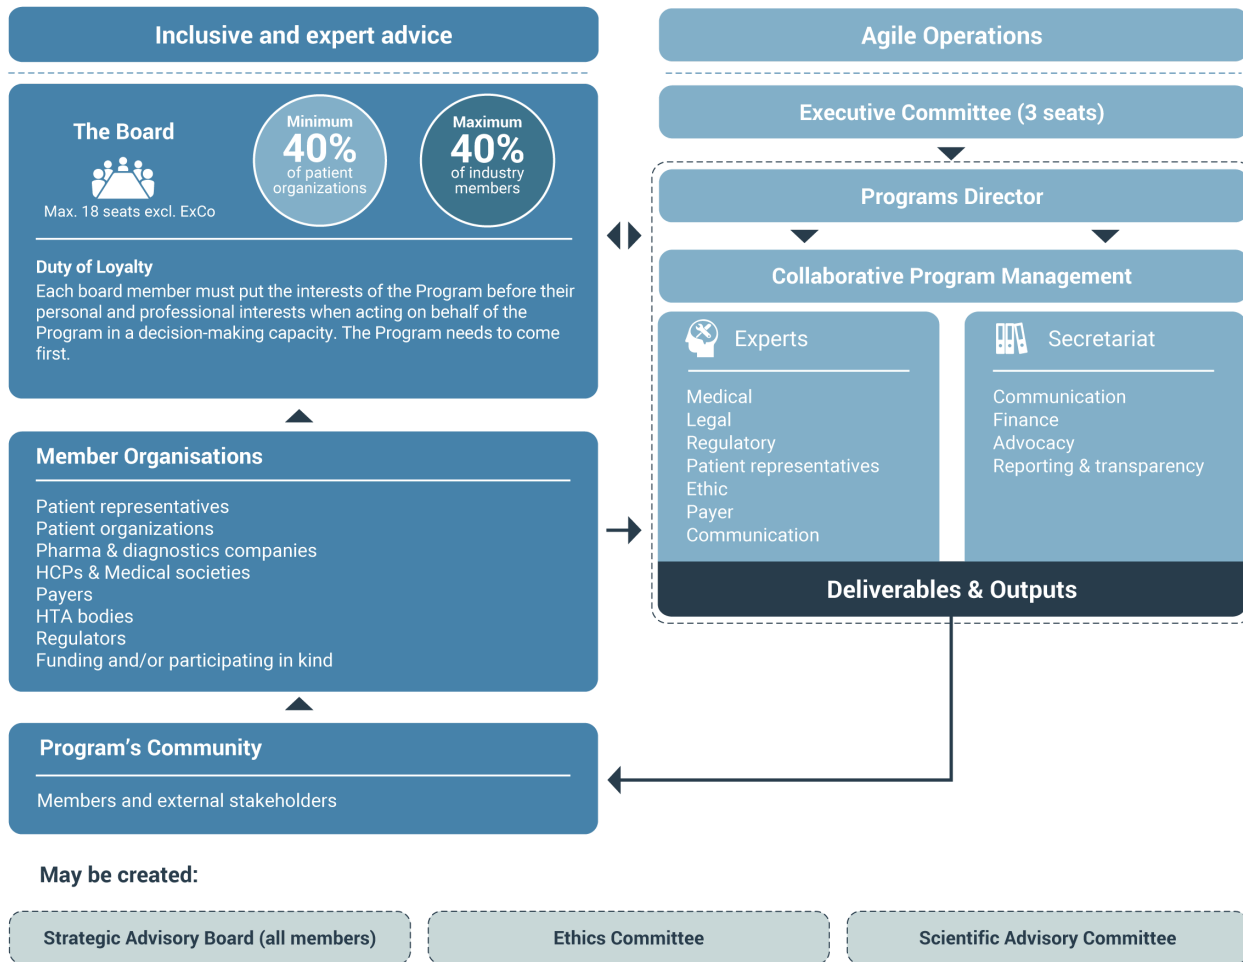 Inclusive and expert advice
The Board
Max. 18 seats excl. ExCo
Minimum
40%
of patient
organizations
Maximum
40%
of industry
members
Duty of Loyalty
Each board member must put the interests of the Program before their
personal and professional interests when acting on behalf of the
Program in a decision-making capacity. The Program needs to come
first.
Member Organisations
Patient representatives
Patient organizations
Pharma & diagnostics companies
HCPs & Medical societies
Payers
HTA bodies
Regulators
Funding and/or participating in kind
Program’s Community
Members and external stakeholders
Agile Operations
Executive Committee (3 seats)
Programs Director
Collaborative Program Management
Experts
Medical
Legal
Regulatory
Patient representatives
Ethic
Payer
Communication
Secretariat
Communication
Finance
Advocacy
Reporting & transparency
Deliverables & Outputs
May be created:
Strategic Advisory Board (all members)
Ethics Committee
Scientific Advisory Committee